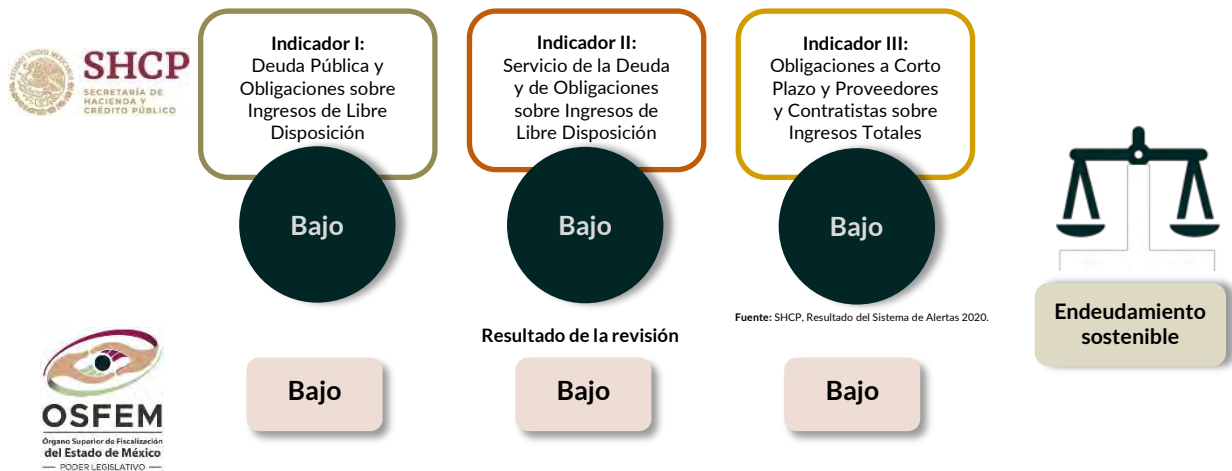 SHCP
SECRETARÍA DE
HACIENDA Y
CRÉDITO PÚBLICO
Indicador I:
Deuda Pública y
Obligaciones sobre
Ingresos de Libre
Disposición
Bajo
Indicador II:
Servicio de la Deuda
y de Obligaciones
sobre Ingresos de
Libre Disposición
Bajo
Indicador III:
Obligaciones a Corto
Plazo y Proveedores
y Contratistas sobre
Ingresos Totales
Bajo
Fuente: SHCP, Resultado del Sistema de Alertas 2020.
Endeudamiento
sostenible
Resultado de la revisión
OSFEM
Órgano Superior de Fiscalización
del Estado de México
PODER LEGISLATIVO
Bajo
Bajo
Bajo